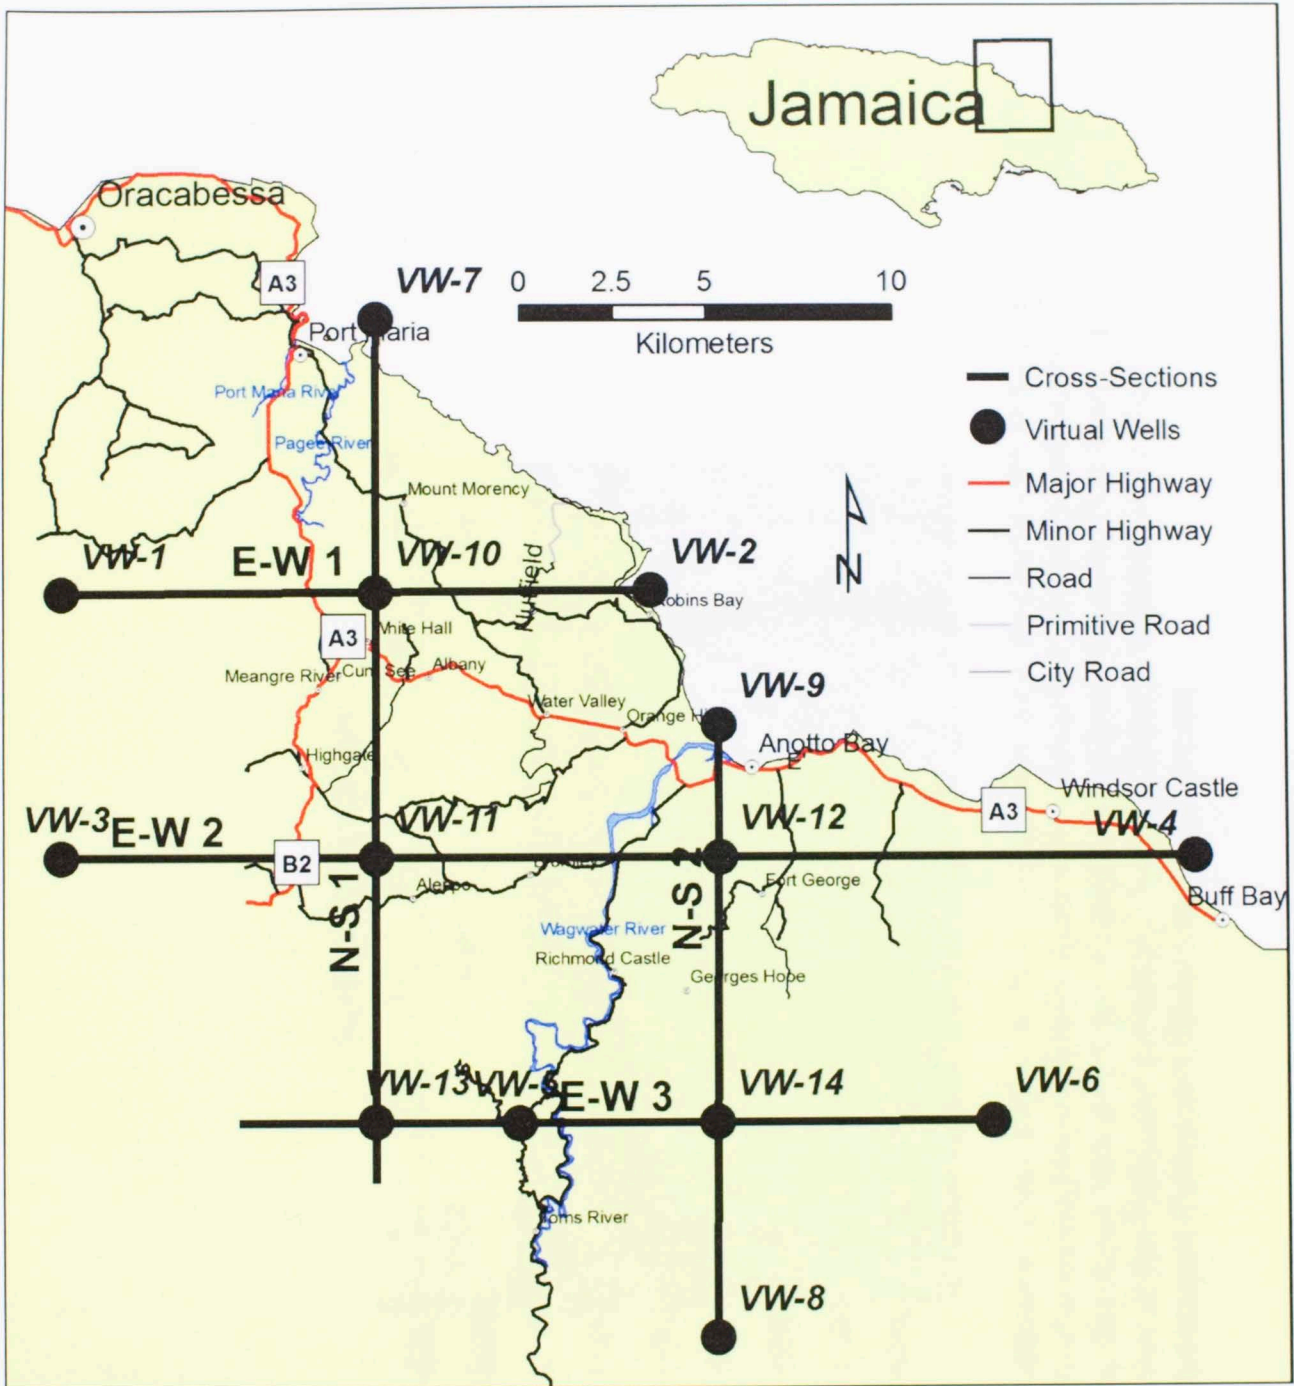 Jamaica
Oracabessa
A3
VW-7
0 2.5 5 10
Kilometers
Port Maria
Port Maria River
Pagee River
Cross-Sections
Virtual Wells
Major Highway
Minor Highway
Road
Primitive Road
City Road
N
Mount Morency
VW-1
E-W 1
VW-10
VW-2
Robins Bay
A3
White Hall
Meangre River
Albany
VW-9
Water Valley
Highgate
Anotto Bay
Windsor Castle
A3
VW-3
E-W 2
VW-11
VW-12
VW-4
B2
Aleppo
Fort George
Buff Bay
N-S 1
N-S 2
Wagwater River
Richmond Castle
Georges Hope
VW-13
VW-5
E-W 3
VW-14
VW-6
Toms River
VW-8